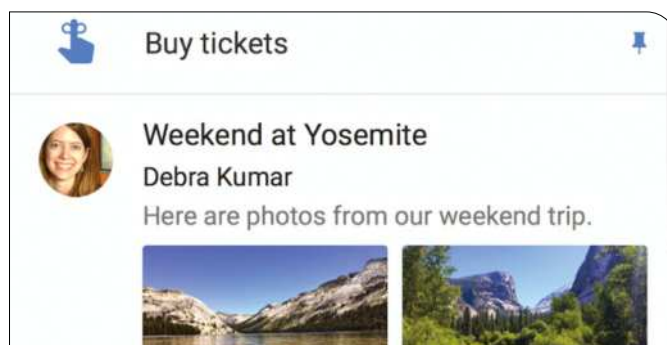 Buy tickets
Weekend at Yosemite
Debra Kumar
Here are photos from our weekend trip.